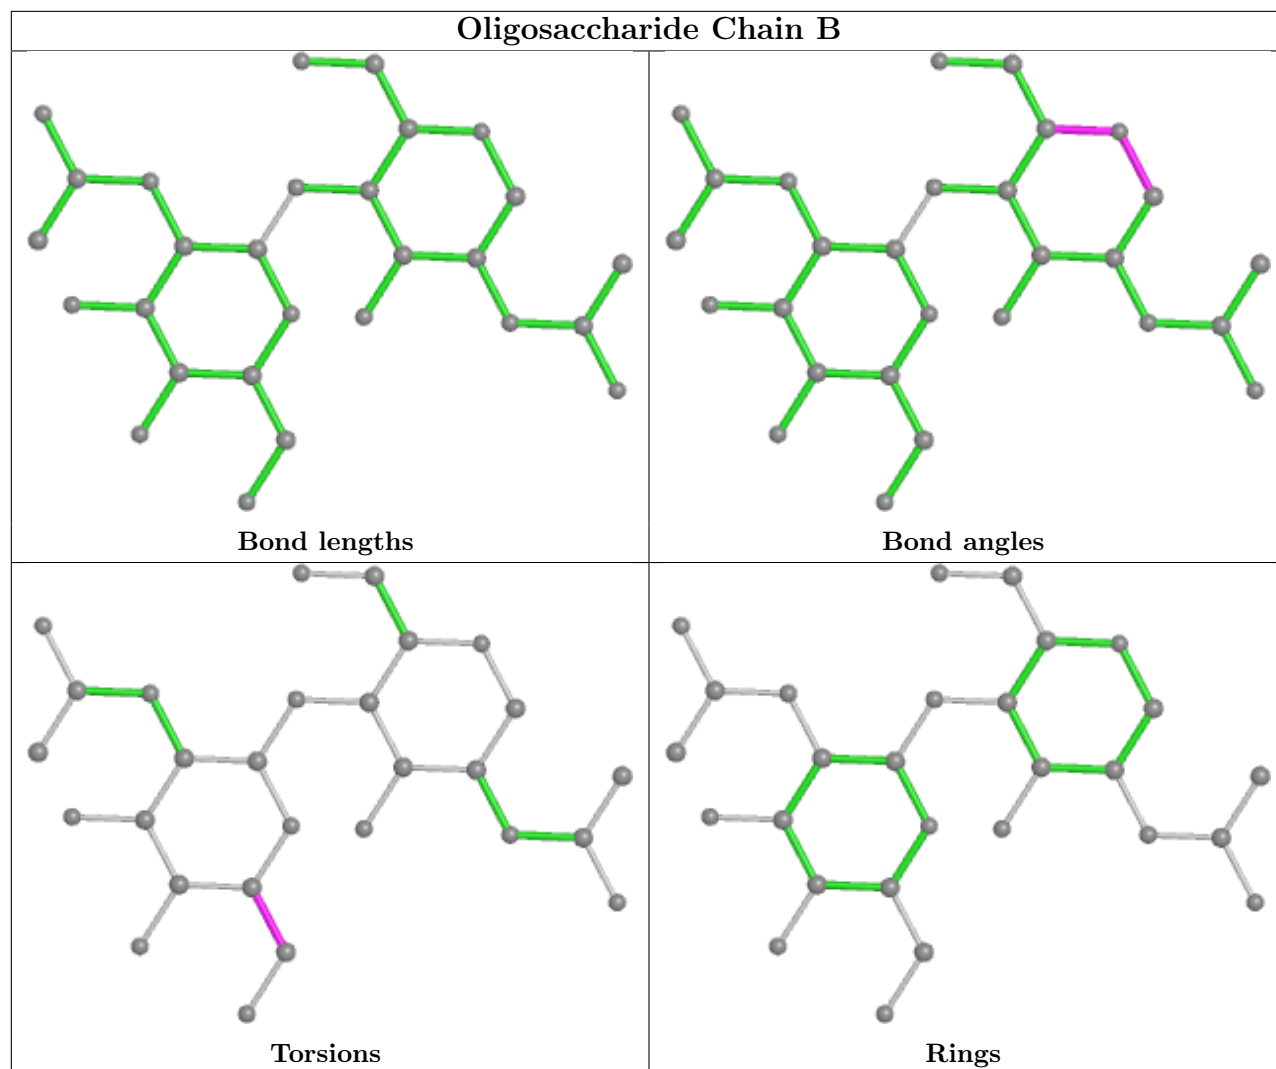 Oligosaccharide Chain B
Bond lengths
Bond angles
Torsions
Rings